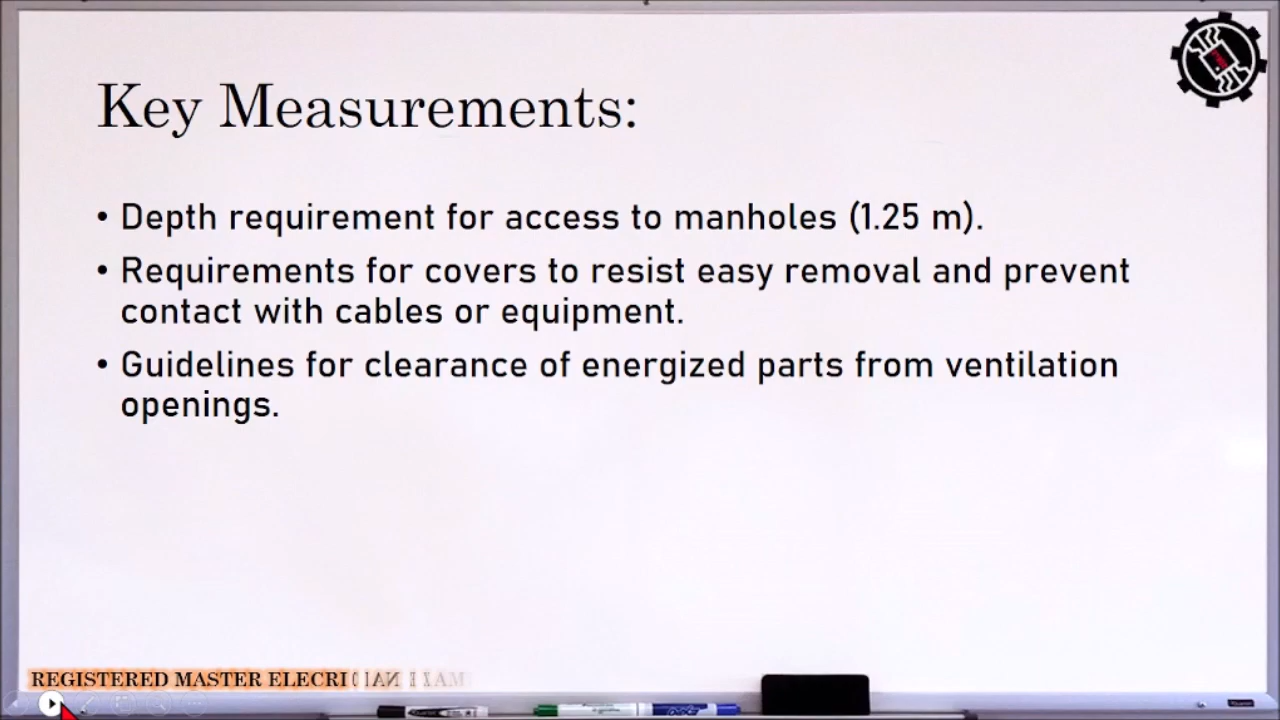 Key Measurements:
• Depth requirement for access to manholes (1.25 m).
• Requirements for covers to resist easy removal and prevent
contact with cables or equipment.
• Guidelines for clearance of energized parts from ventilation
openings.
REGISTERED MASTER ELECRI